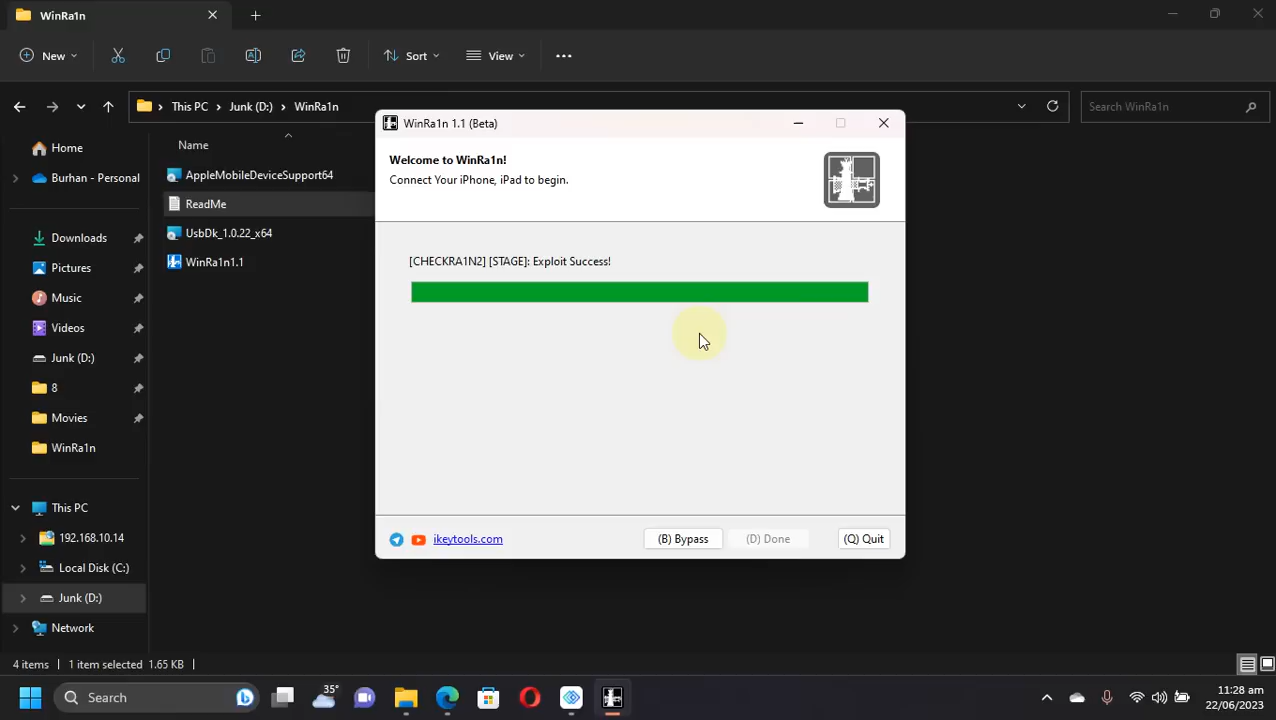 WinRa1n
New
Sort
View
This PC
Junk (D:)
WinRa1n
Search WinRa1n
Home
Burhan - Personal
Downloads
Pictures
Music
Videos
Junk (D:)
8
Movies
WinRa1n
This PC
192.168.10.14
Local Disk (C:)
Junk (D:)
Network
Name
AppleMobileDeviceSupport64
ReadMe
UsbDk_1.0.22_x64
WinRa1n1.1
WinRa1n 1.1 (Beta)
Welcome to WinRa1n!
Connect Your iPhone, iPad to begin.
[CHECKRA1N2] [STAGE]: Exploit Success!
ikeytools.com
(B) Bypass
(D) Done
(Q) Quit
4 items
1 item selected 1.65 KB
Search
35°
11:28 am
22/06/2023